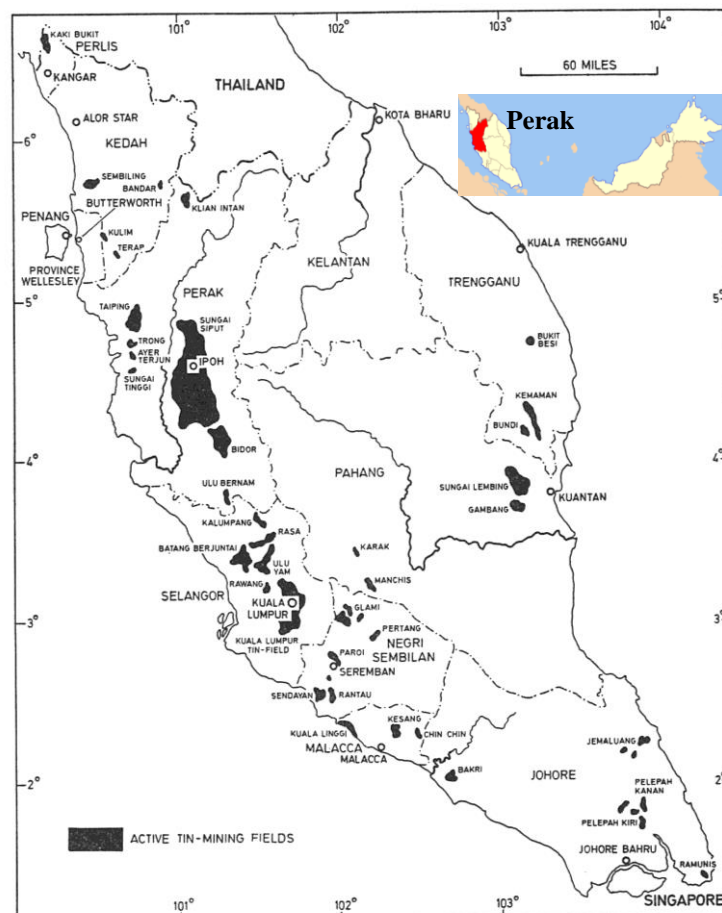 101°
102°
103°
104°
KAKI BUKIT
PERLIS
KANGAR
THAILAND
60 MILES
ALOR STAR
KOTA BHARU
Perak
6°
KEDAH
SEMBILING
BANDAR
BUTTERWORTH
KLIAN INTAN
PENANG
KULIM
TERAP
KUALA TRENGGANU
KELANTAN
PROVINCE
WELLESLEY
TRENGGANU
5°
PERAK
TAIPING
SUNGAI
SIPUT
BUKIT
BESI
TRONG
AYER
TERJUN
IPOH
SUNGAI
TINGGI
KEMAMAN
BUNDI
BIDOR
4°
4
PAHANG
ULU BERNAM
SUNGAI LEMBING
KUANTAN
GAMBANG
KALUMPANG
RASA
BATANG BERJUNTAI
KARAK
ULU
YAM
RAWANG
MANCHIS
SELANGOR
KUALA
LUMPUR
GLAMI
3°
3
PERTANG
KUALA LUMPUR
TIN-FIELD
NEGRI
SEMBILAN
PAROI
SEREMBAN
SENDAYAN
RANTAU
KESANG
KUALA LINGGI
CHIN CHIN
JEMALUANG
MALACCA
MALACCA
BAKRI
JOHORE
PELEPAH
KANAN
2°
2
PELEPAH KIRI
ACTIVE TIN-MINING FIELDS
JOHORE BAHRU
RAMUNIS
SINGAPORE
101°
102°
103°
104°